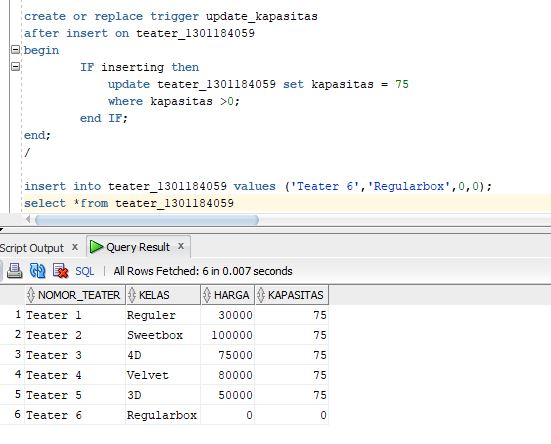 create or replace trigger update_kapasitas
after insert on teater_1301184059
begin
IF inserting then
update teater_1301184059 set kapasitas = 75
where kapasitas >0;
end IF;
end;
/
insert into teater_1301184059 values ('Teater 6','Regularbox',0,0);
select *from teater_1301184059
Script Output x Query Result x
SQL | All Rows Fetched: 6 in 0.007 seconds
NOMOR_TEATER KELAS HARGA KAPASITAS
1 Teater 1 Reguler 30000 75
2 Teater 2 Sweetbox 100000 75
3 Teater 3 4D 75000 75
4 Teater 4 Velvet 80000 75
5 Teater 5 3D 50000 75
6 Teater 6 Regularbox 0 0